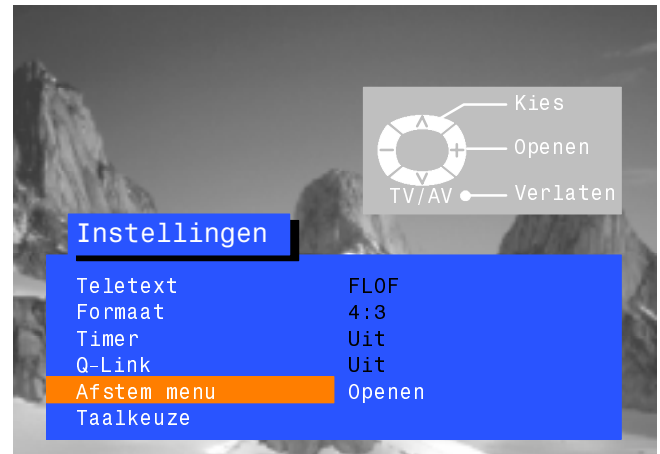 Kies
Openen
TV/AV Verlaten
Instellingen
Teletext FLOF
Formaat 4:3
Timer Uit
Q-Link Uit
Afstem menu Openen
Taalkeuze